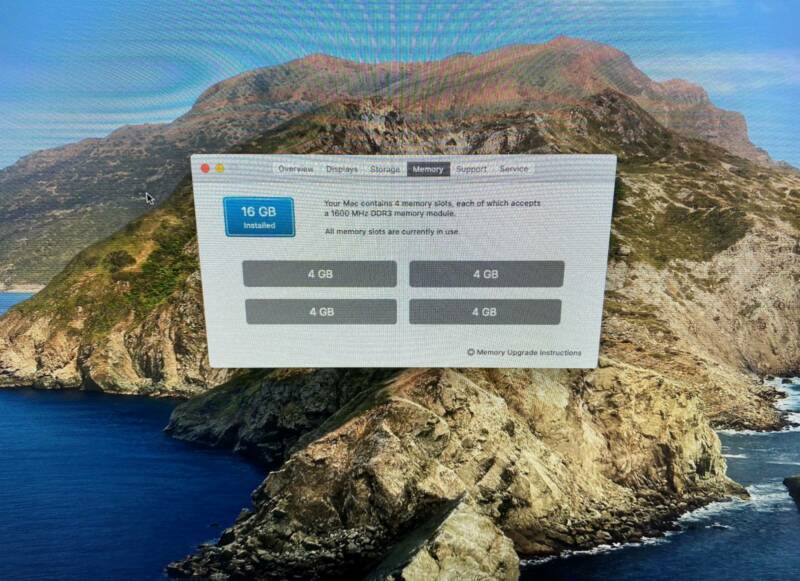 Overview Displays Storage Memory Support Service
16 GB
Installed
Your Mac contains 4 memory slots, each of which accepts
a 1600 MHz DDR3 memory module.
All memory slots are currently in use.
4 GB 4 GB
4 GB 4 GB
Memory Upgrade Instructions